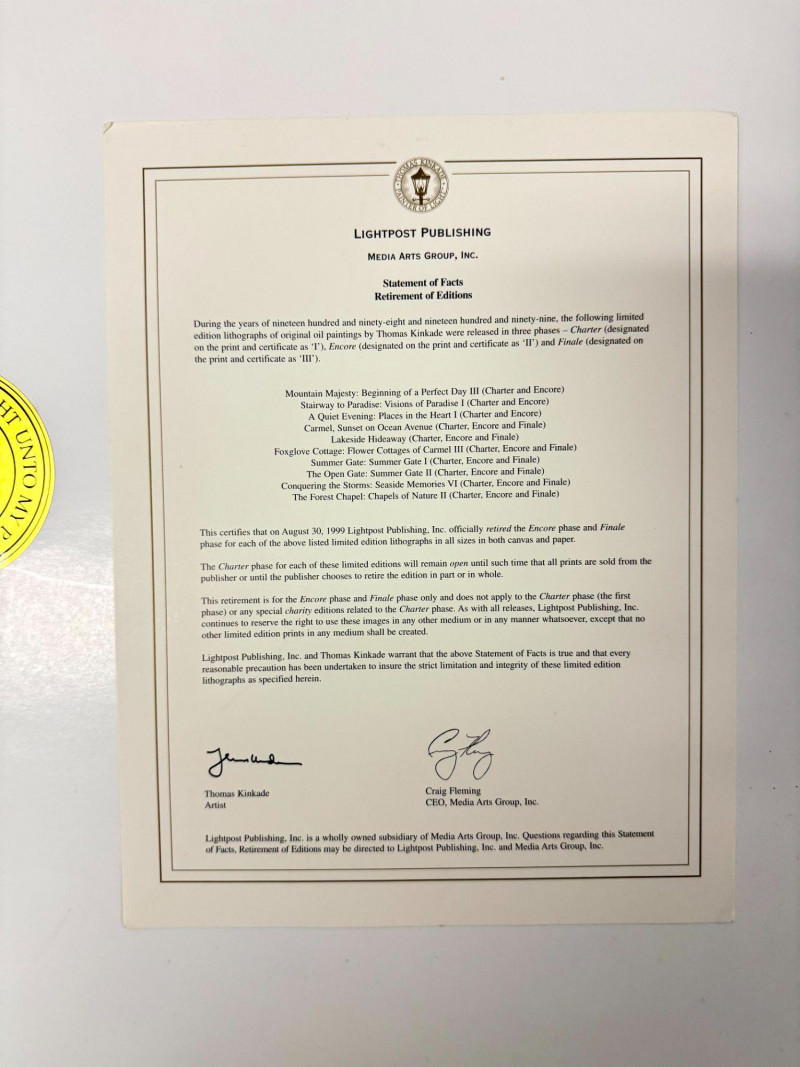 THOMAS KINKADE
PAINTER OF LIGHT
LIGHTPOST PUBLISHING
MEDIA ARTS GROUP, INC.
Statement of Facts
Retirement of Editions
During the years of nineteen hundred and ninety-eight and nineteen hundred and ninety-nine, the following limited
edition lithographs of original oil paintings by Thomas Kinkade were released in three phases – Charter (designated
on the print and certificate as 'I'), Encore (designated on the print and certificate as 'II') and Finale (designated on
the print and certificate as 'III').
Mountain Majesty: Beginning of a Perfect Day III (Charter and Encore)
Stairway to Paradise: Visions of Paradise I (Charter and Encore)
A Quiet Evening: Places in the Heart I (Charter and Encore)
Carmel, Sunset on Ocean Avenue (Charter, Encore and Finale)
Lakeside Hideaway (Charter, Encore and Finale)
Foxglove Cottage: Flower Cottages of Carmel III (Charter, Encore and Finale)
Summer Gate: Summer Gate I (Charter, Encore and Finale)
The Open Gate: Summer Gate II (Charter, Encore and Finale)
Conquering the Storms: Seaside Memories VI (Charter, Encore and Finale)
The Forest Chapel: Chapels of Nature II (Charter, Encore and Finale)
This certifies that on August 30, 1999 Lightpost Publishing, Inc. officially retired the Encore phase and Finale
phase for each of the above listed limited edition lithographs in all sizes in both canvas and paper.
The Charter phase for each of these limited editions will remain open until such time that all prints are sold from the
publisher or until the publisher chooses to retire the edition in part or in whole.
This retirement is for the Encore phase and Finale phase only and does not apply to the Charter phase (the first
phase) or any special charity editions related to the Charter phase. As with all releases, Lightpost Publishing, Inc.
continues to reserve the right to use these images in any other medium or in any manner whatsoever, except that no
other limited edition prints in any medium shall be created.
Lightpost Publishing, Inc. and Thomas Kinkade warrant that the above Statement of Facts is true and that every
reasonable precaution has been undertaken to insure the strict limitation and integrity of these limited edition
lithographs as specified herein.
Thomas Kinkade
Artist
Craig Fleming
CEO, Media Arts Group, Inc.
Lightpost Publishing, Inc. is a wholly owned subsidiary of Media Arts Group, Inc. Questions regarding this Statement
of Facts, Retirement of Editions may be directed to Lightpost Publishing, Inc. and Media Arts Group, Inc.
UNTO MY